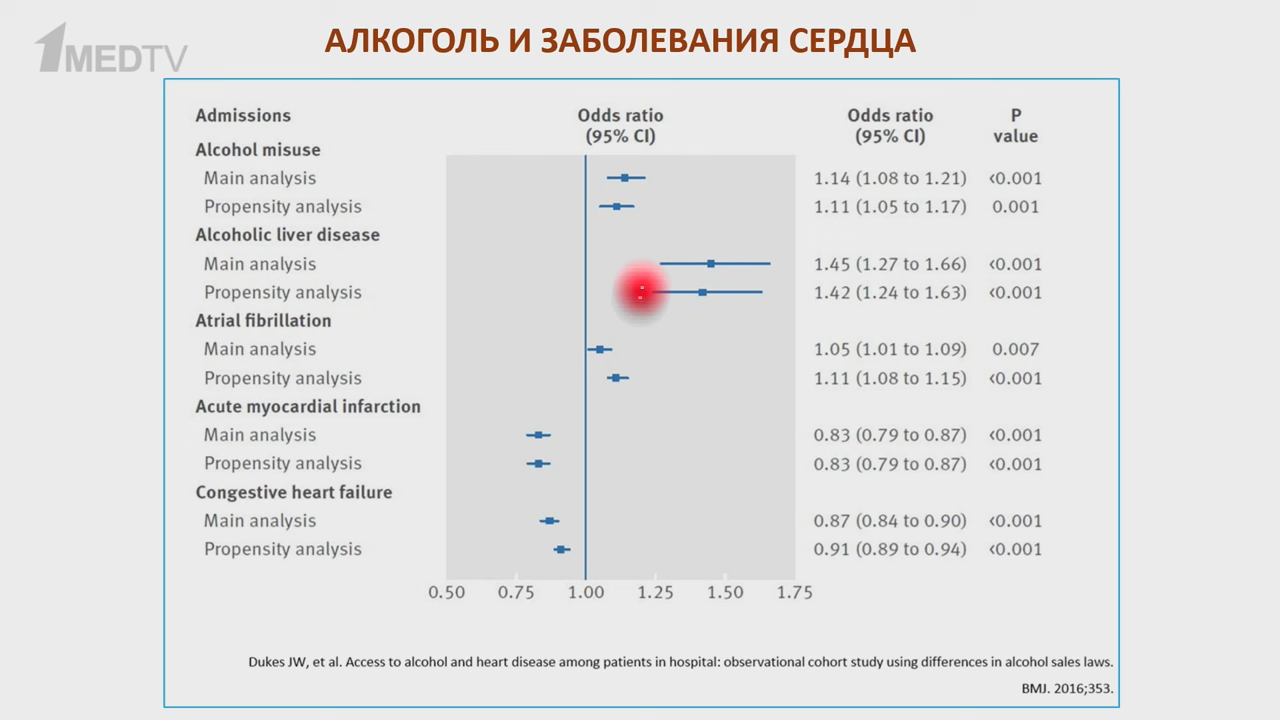 1MEDTV
АЛКОГОЛЬ И ЗАБОЛЕВАНИЯ СЕРДЦА
Admissions Odds ratio (95% CI) Odds ratio (95% CI) P value
Alcohol misuse
Main analysis 1.14 (1.08 to 1.21) <0.001
Propensity analysis 1.11 (1.05 to 1.17) 0.001
Alcoholic liver disease
Main analysis 1.45 (1.27 to 1.66) <0.001
Propensity analysis 1.42 (1.24 to 1.63) <0.001
Atrial fibrillation
Main analysis 1.05 (1.01 to 1.09) 0.007
Propensity analysis 1.11 (1.08 to 1.15) <0.001
Acute myocardial infarction
Main analysis 0.83 (0.79 to 0.87) <0.001
Propensity analysis 0.83 (0.79 to 0.87) <0.001
Congestive heart failure
Main analysis 0.87 (0.84 to 0.90) <0.001
Propensity analysis 0.91 (0.89 to 0.94) <0.001
0.50 0.75 1.00 1.25 1.50 1.75
Dukes JW, et al. Access to alcohol and heart disease among patients in hospital: observational cohort study using differences in alcohol sales laws.
BMJ. 2016;353.